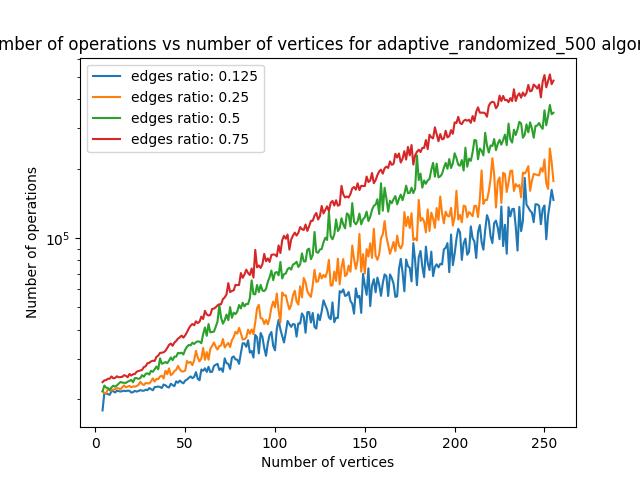 mber of operations vs number of vertices for adaptive_randomized_500 algor
edges ratio: 0.125
edges ratio: 0.25
edges ratio: 0.5
edges ratio: 0.75
Number of operations
10⁵
0 50 100 150 200 250
Number of vertices